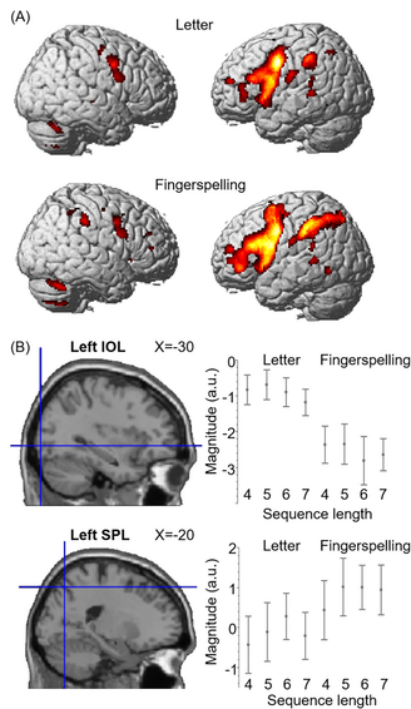 (A)
Letter
Fingerspelling
(B)
Left IOL X=-30
Letter Fingerspelling
Magnitude (a.u.)
0
-1
-2
-3
4 5 6 7 4 5 6 7
Sequence length
Left SPL X=-20
Letter Fingerspelling
Magnitude (a.u.)
2
1
0
-1
4 5 6 7 4 5 6 7
Sequence length